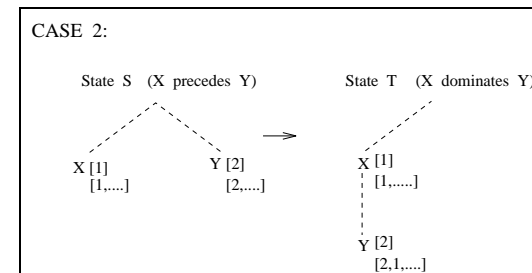 CASE 2:
State S (X precedes Y)
State T (X dominates Y)
X [1]
[1,....]
Y [2]
[2,....]
X [1]
[1,.....]
Y [2]
[2,1,....]